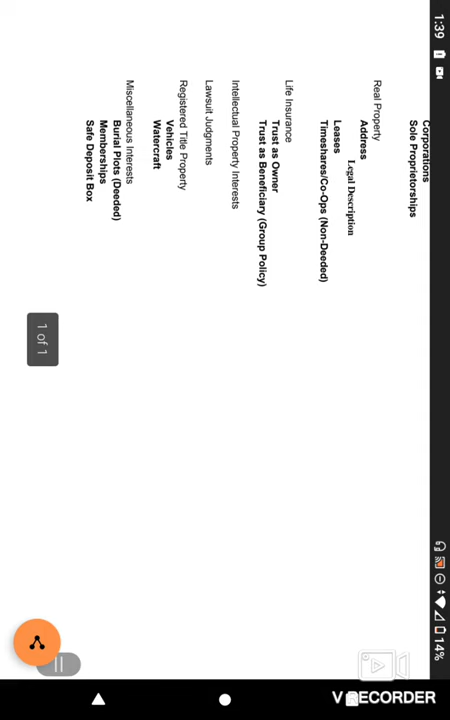 1:39
Corporations
Sole Proprietorships
Real Property
Address
Legal Description
Leases
Timeshares/Co-Ops (Non-Deeded)
Life Insurance
Trust as Owner
Trust as Beneficiary (Group Policy)
Intellectual Property Interests
Lawsuit Judgments
Registered Title Property
Vehicles
Watercraft
Miscellaneous Interests
Burial Plots (Deeded)
Memberships
Safe Deposit Box
1 of 1
14%
V RECORDER